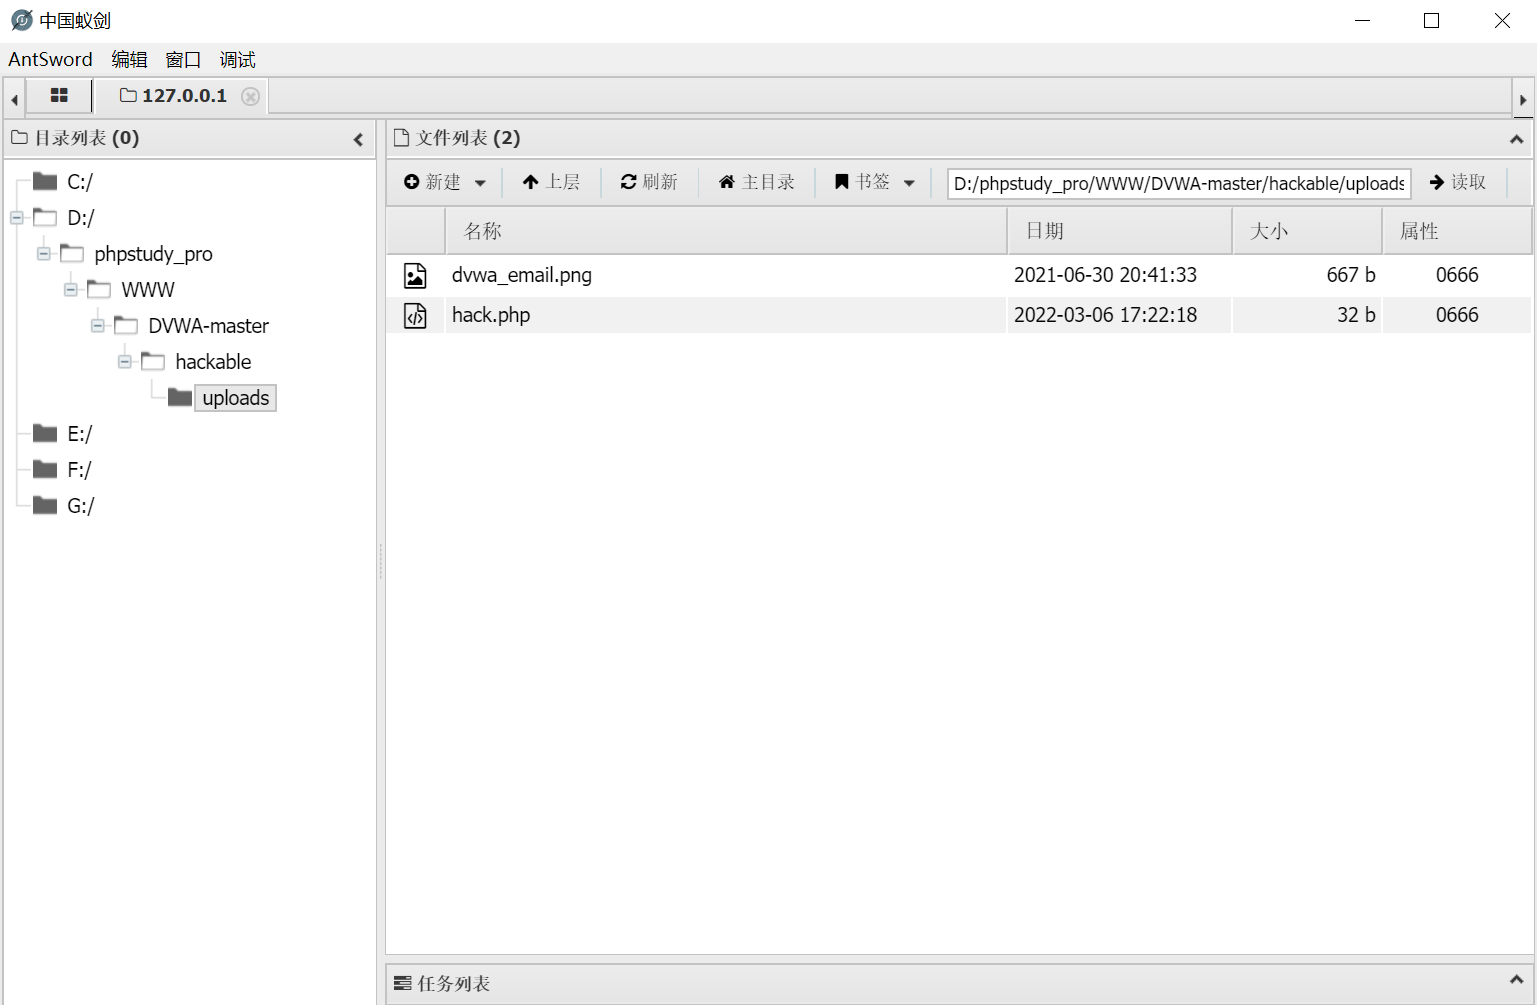 中国蚁剑
AntSword 编辑 窗口 调试
127.0.0.1
目录列表 (0)
C:/
D:/
phpstudy_pro
WWW
DVWA-master
hackable
uploads
E:/
F:/
G:/
文件列表 (2)
新建 上层 刷新 主目录 书签 D:/phpstudy_pro/WWW/DVWA-master/hackable/uploads 读取
名称 日期 大小 属性
dvwa_email.png 2021-06-30 20:41:33 667 b 0666
hack.php 2022-03-06 17:22:18 32 b 0666
任务列表